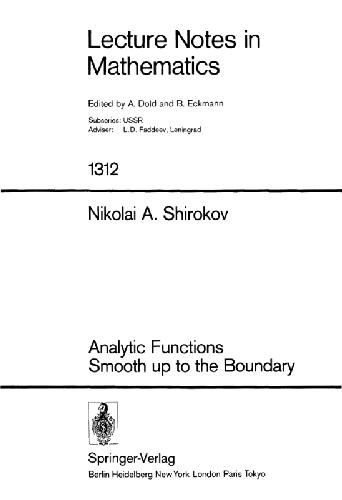 Lecture Notes in
Mathematics
Edited by A. Dold and B. Eckmann
Subseries: USSR
Adviser: L.D. Faddeev, Leningrad
1312
Nikolai A. Shirokov
Analytic Functions
Smooth up to the Boundary
Springer-Verlag
Berlin Heidelberg New York London Paris Tokyo